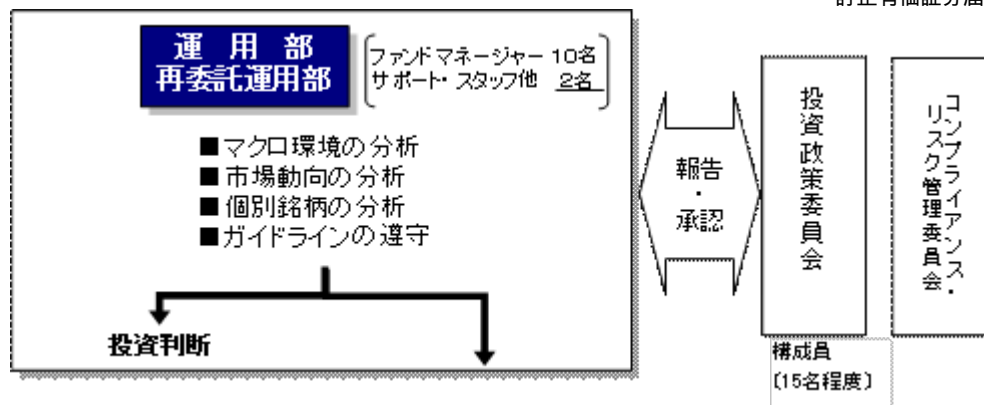 運用部
再委託運用部
ファンドマネージャー 10名
サポート・スタッフ他 2名
■マクロ環境の分析
■市場動向の分析
■個別銘柄の分析
■ガイドラインの遵守
投資判断
報告
・
承認
投資政策委員会
コンプライアンス・
リスク管理委員会
構成員
〔15名程度〕